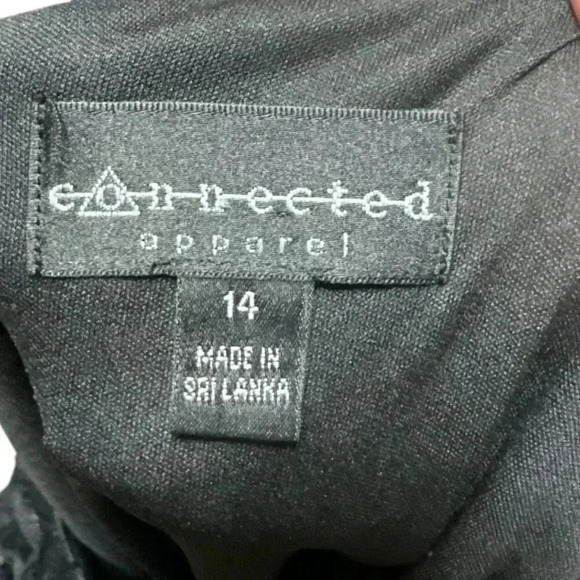 connected
apparel
14
MADE IN
SRI LANKA